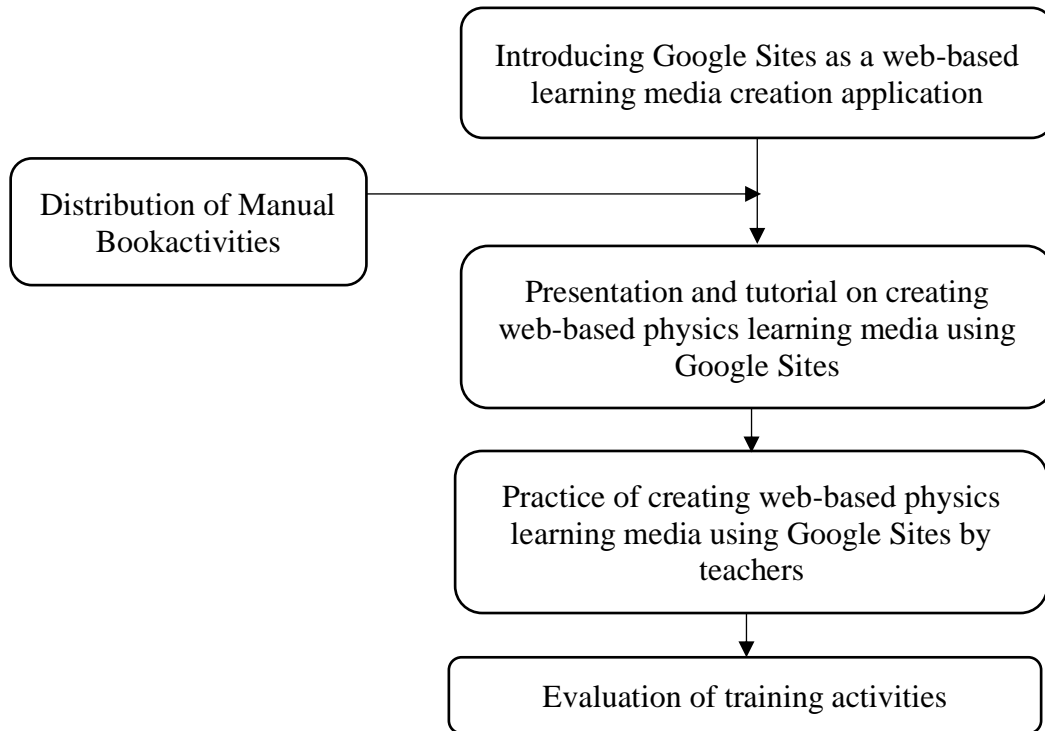 Introducing Google Sites as a web-based
learning media creation application
Distribution of Manual
Bookactivities
Presentation and tutorial on creating
web-based physics learning media using
Google Sites
Practice of creating web-based physics
learning media using Google Sites by
teachers
Evaluation of training activities